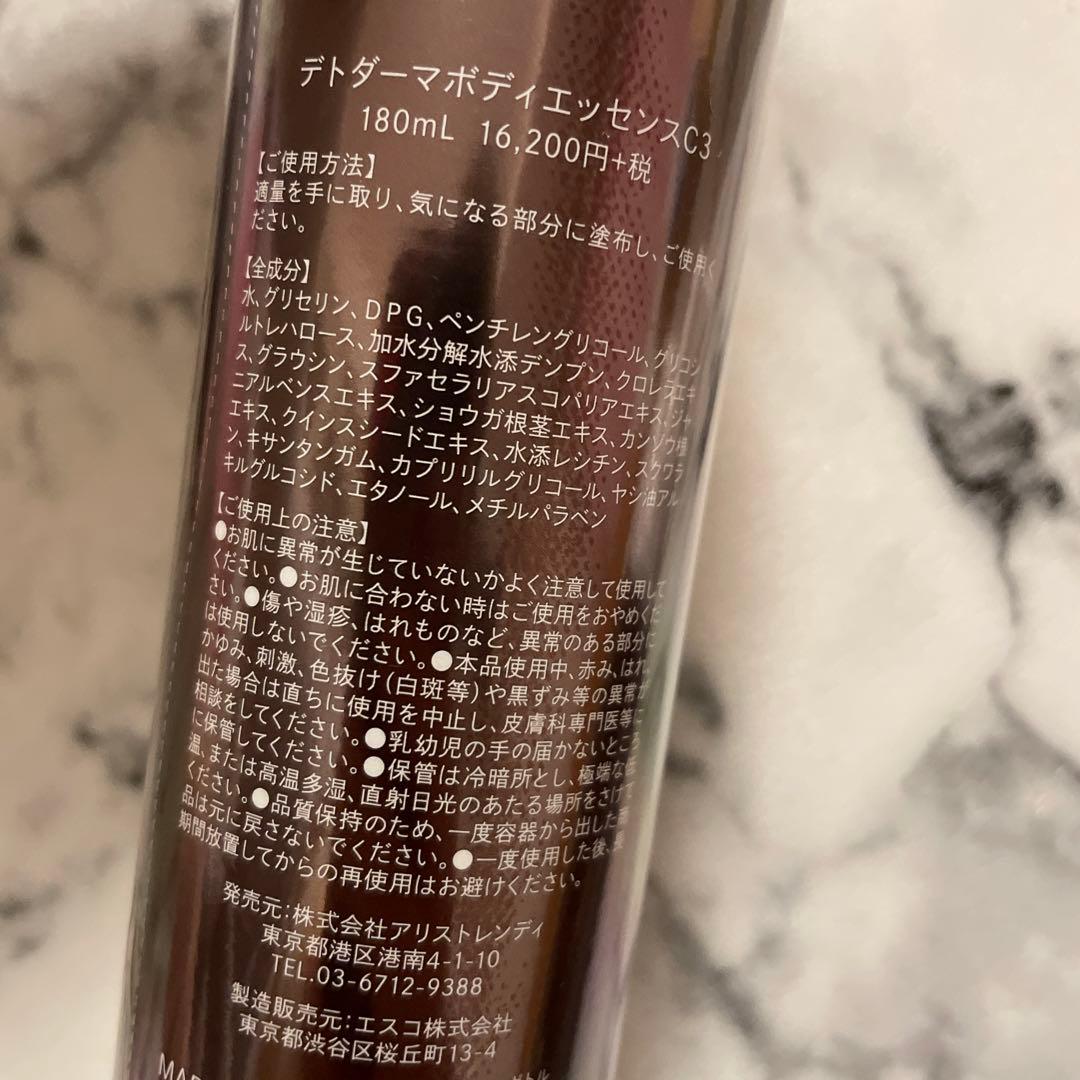 デトダーマボディエッセンスC3
180mL 16,200円+税
【ご使用方法】
適量を手に取り、気になる部分に塗布し、ご使用く
ださい。
【全成分】
水、グリセリン、DPG、ペンチレングリコール、グリコシ
ルトレハロース、加水分解水添デンプン、クロレラエキ
ス、グラウシン、スファセラリアスコパリアエキス、ジャ
ニアルベンスエキス、ショウガ根茎エキス、カンゾウ根
エキス、クインスシードエキス、水添レシチン、スクワラ
ン、キサンタンガム、カプリリルグリコール、ヤシ油アル
キルグルコシド、エタノール、メチルパラベン
【ご使用上の注意】
●お肌に異常が生じていないかよく注意して使用して
ください。●お肌に合わない時はご使用をおやめくだ
さい。●傷や湿疹、はれものなど、異常のある部分に
は使用しないでください。●本品使用中、赤み、はれ、
かゆみ、刺激、色抜け(白斑等)や黒ずみ等の異常が
出た場合は直ちに使用を中止し、皮膚科専門医等に
相談をしてください。●乳幼児の手の届かないところ
に保管してください。●保管は冷暗所とし、極端な低
温、または高温多湿、直射日光のあたる場所をさけて
ください。●品質保持のため、一度容器から出した商
品は元に戻さないでください。●一度使用した後、長
期間放置してからの再使用はお避けください。
発売元:株式会社アリストレンディ
東京都港区港南4-1-10
TEL.03-6712-9388
製造販売元:エスコ株式会社
東京都渋谷区桜丘町13-4